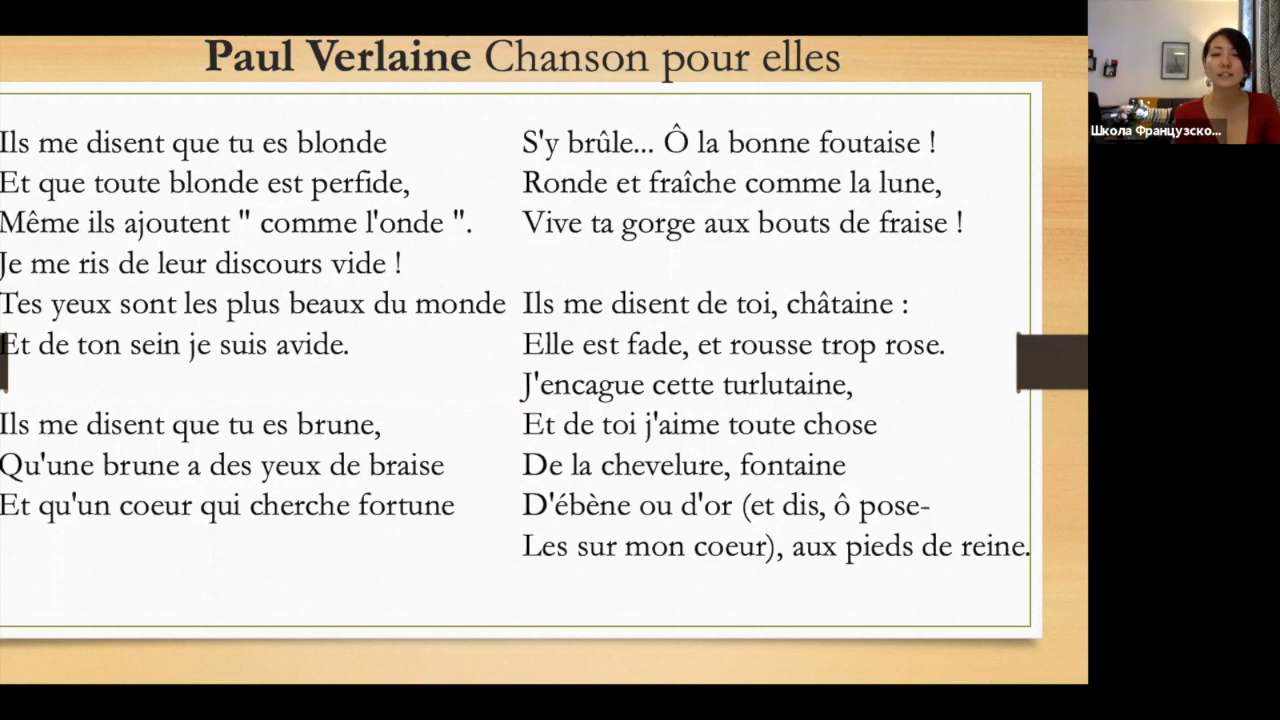 Paul Verlaine Chanson pour elles
Ils me disent que tu es blonde
Et que toute blonde est perfide,
Même ils ajoutent " comme l'onde ".
Je me ris de leur discours vide !
Tes yeux sont les plus beaux du monde
Et de ton sein je suis avide.
Ils me disent que tu es brune,
Qu'une brune a des yeux de braise
Et qu'un coeur qui cherche fortune
S'y brûle... Ô la bonne foutaise !
Ronde et fraîche comme la lune,
Vive ta gorge aux bouts de fraise !
Ils me disent de toi, châtaine :
Elle est fade, et rousse trop rose.
J'encague cette turlutaine,
Et de toi j'aime toute chose
De la chevelure, fontaine
D'ébène ou d'or (et dis, ô pose-
Les sur mon coeur), aux pieds de reine.
Школа Французско...